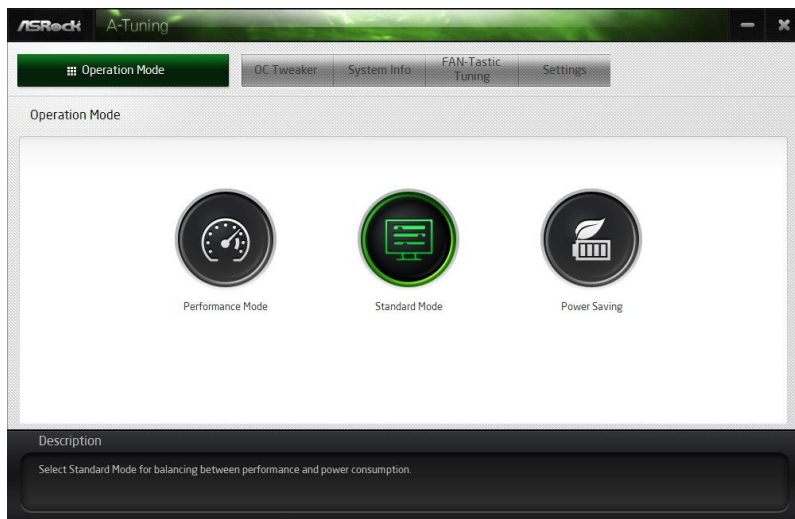 ASRock A-Tuning
Operation Mode
OC Tweaker
System Info
FAN-Tastic
Tuning
Settings
Operation Mode
Performance Mode
Standard Mode
Power Saving
Description
Select Standard Mode for balancing between performance and power consumption.